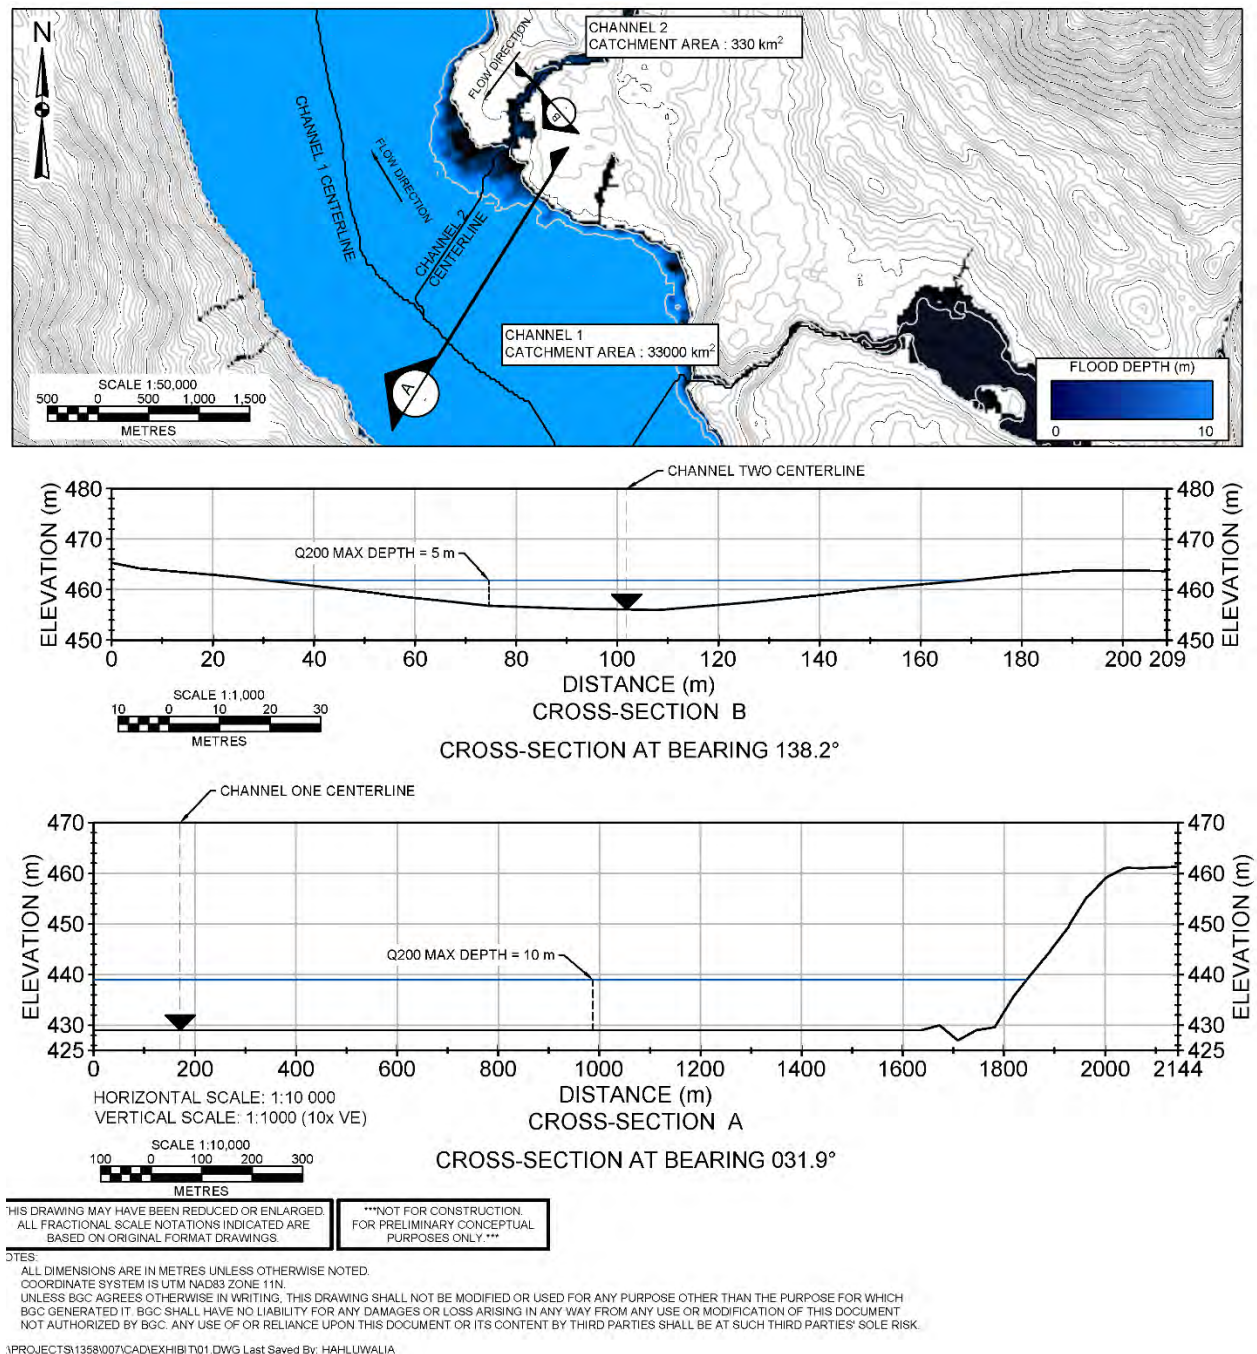 N
CHANNEL 2
CATCHMENT AREA : 330 km²
FLOW DIRECTION
B
CHANNEL 1 CENTERLINE
FLOW DIRECTION
CHANNEL 2
CENTERLINE
CHANNEL 1
CATCHMENT AREA : 33000 km²
A
SCALE 1:50,000
500 0 500 1,000 1,500
METRES
FLOOD DEPTH (m)
0 10
CHANNEL TWO CENTERLINE
ELEVATION (m)
480
470
460
450
Q200 MAX DEPTH = 5 m
480
470
460
450
ELEVATION (m)
0 20 40 60 80 100 120 140 160 180 200 209
DISTANCE (m)
CROSS-SECTION B
SCALE 1:1,000
10 0 10 20 30
METRES
CROSS-SECTION AT BEARING 138.2°
CHANNEL ONE CENTERLINE
ELEVATION (m)
470
460
450
440
430
425
Q200 MAX DEPTH = 10 m
470
460
450
440
430
425
ELEVATION (m)
0 200 400 600 800 1000 1200 1400 1600 1800 2000 2144
DISTANCE (m)
HORIZONTAL SCALE: 1:10 000
VERTICAL SCALE: 1:1000 (10x VE)
CROSS-SECTION A
SCALE 1:10,000
100 0 100 200 300
METRES
CROSS-SECTION AT BEARING 031.9°
THIS DRAWING MAY HAVE BEEN REDUCED OR ENLARGED.
ALL FRACTIONAL SCALE NOTATIONS INDICATED ARE
BASED ON ORIGINAL FORMAT DRAWINGS.
***NOT FOR CONSTRUCTION.
FOR PRELIMINARY CONCEPTUAL
PURPOSES ONLY.***
OTES:
ALL DIMENSIONS ARE IN METRES UNLESS OTHERWISE NOTED.
COORDINATE SYSTEM IS UTM NAD83 ZONE 11N.
UNLESS BGC AGREES OTHERWISE IN WRITING, THIS DRAWING SHALL NOT BE MODIFIED OR USED FOR ANY PURPOSE OTHER THAN THE PURPOSE FOR WHICH
BGC GENERATED IT. BGC SHALL HAVE NO LIABILITY FOR ANY DAMAGES OR LOSS ARISING IN ANY WAY FROM ANY USE OR MODIFICATION OF THIS DOCUMENT
NOT AUTHORIZED BY BGC. ANY USE OF OR RELIANCE UPON THIS DOCUMENT OR ITS CONTENT BY THIRD PARTIES SHALL BE AT SUCH THIRD PARTIES' SOLE RISK.
:\PROJECTS\1358\007\CAD\EXHIBIT\01.DWG Last Saved By: HAHLUWALIA